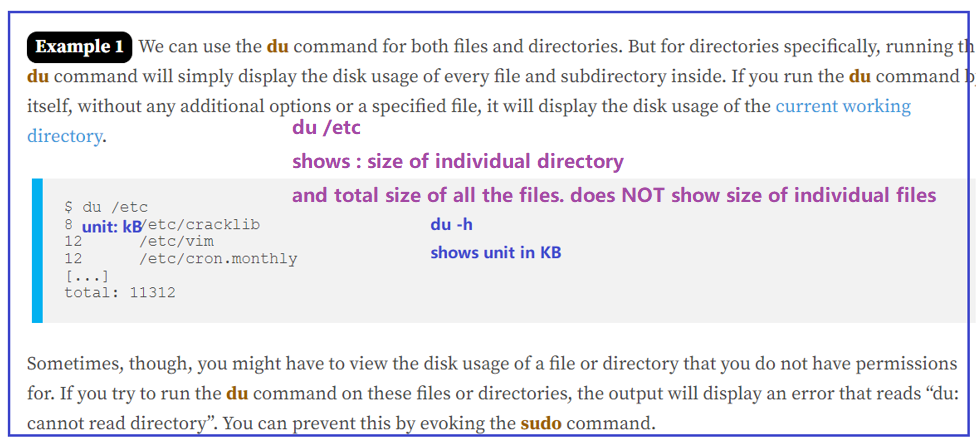 Example 1 We can use the du command for both files and directories. But for directories specifically, running th
du command will simply display the disk usage of every file and subdirectory inside. If you run the du command by
itself, without any additional options or a specified file, it will display the disk usage of the current working
directory.
du /etc
shows : size of individual directory
and total size of all the files. does NOT show size of individual files
$ du /etc
8 unit: kB /etc/cracklib
du -h
12 /etc/vim
shows unit in KB
12 /etc/cron.monthly
[...]
total: 11312
Sometimes, though, you might have to view the disk usage of a file or directory that you do not have permissions
for. If you try to run the du command on these files or directories, the output will display an error that reads “du:
cannot read directory”. You can prevent this by evoking the sudo command.